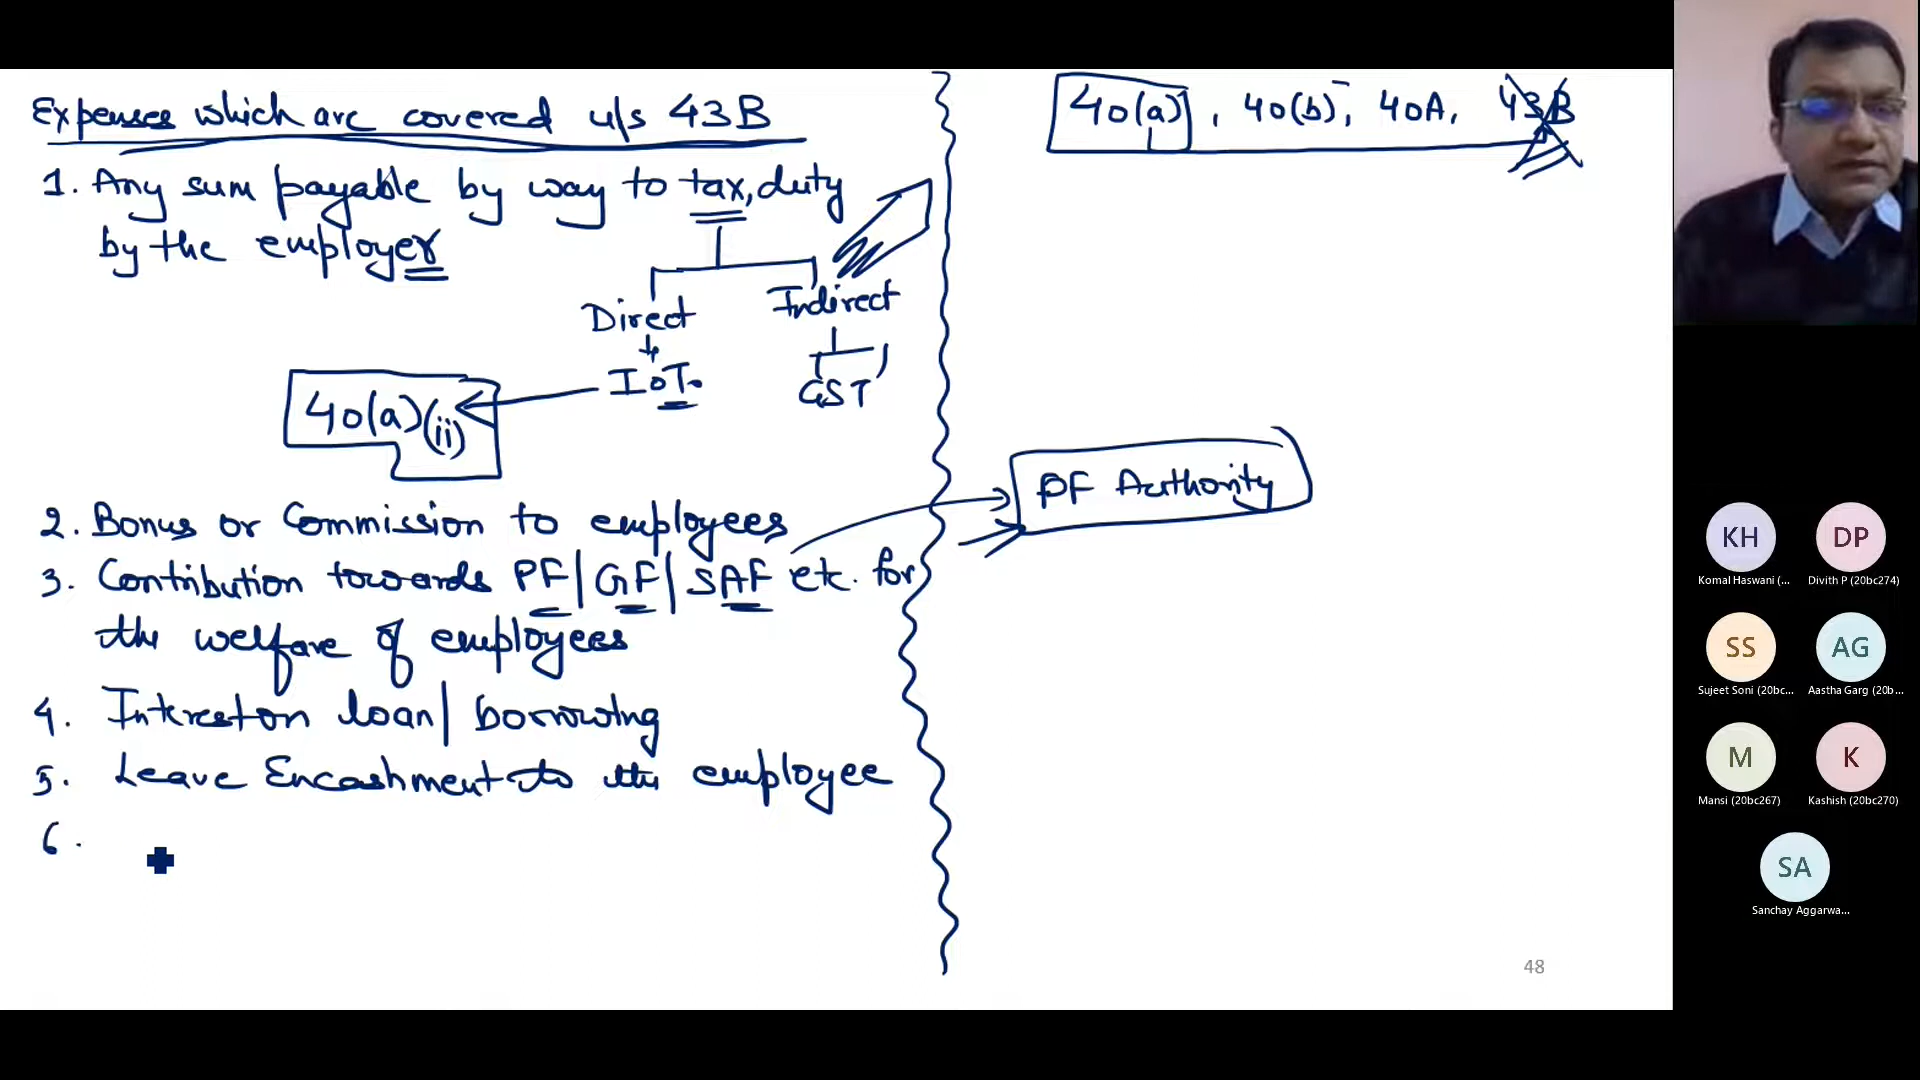 Expenses which are covered u/s 43B
1. Any sum payable by way to tax, duty
by the employer
Direct
Indirect
I.T.
GST
40(a)(ii)
2. Bonus or Commission to employees
3. Contribution towards PF/GF/SAF etc. for
the welfare of employees
4. Interest on loan/borrowing
5. Leave Encashment to the employee
6.
40(a), 40(b), 40A, 43B
PF Authority
48
KH
DP
Komal Haswani (...
Divith P (20bc274)
SS
AG
Sujeet Soni (20bc...
Aastha Garg (20b...
M
K
Mansi (20bc267)
Kashish (20bc270)
SA
Sanchay Aggarwa...